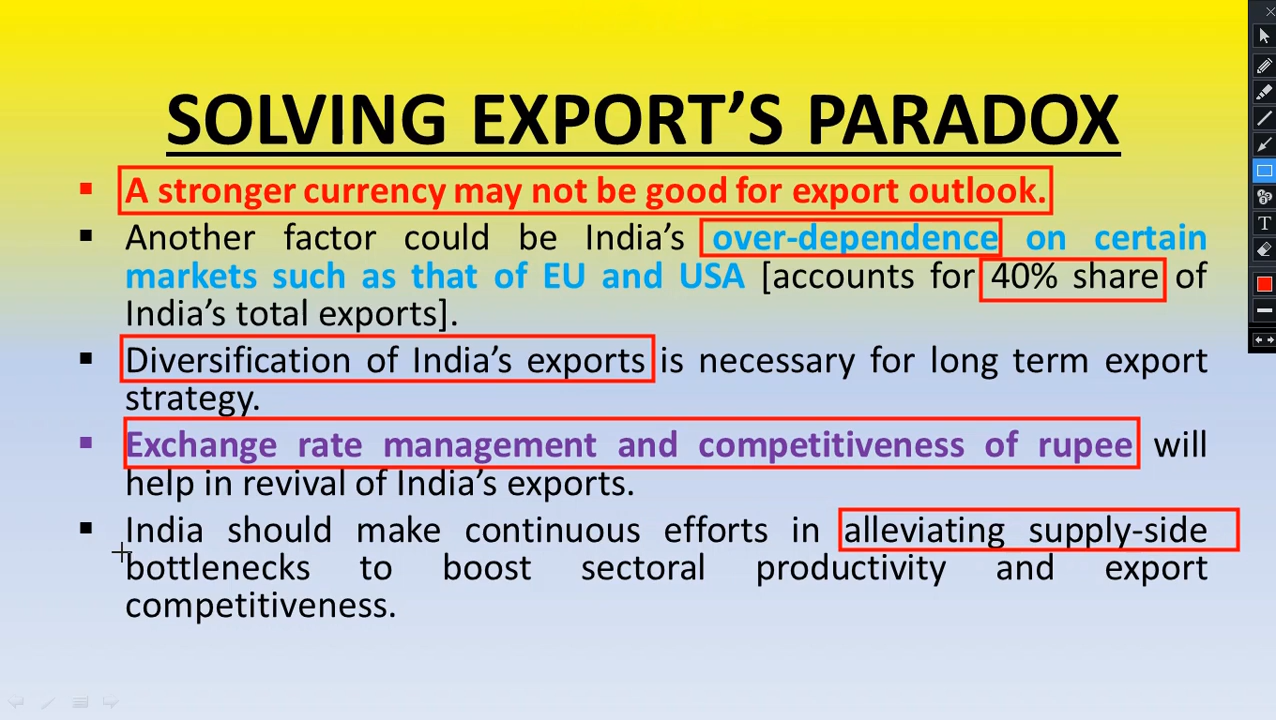 SOLVING EXPORT'S PARADOX
▪ A stronger currency may not be good for export outlook.
▪ Another factor could be India's over-dependence on certain
markets such as that of EU and USA [accounts for 40% share of
India's total exports].
▪ Diversification of India's exports is necessary for long term export
strategy.
▪ Exchange rate management and competitiveness of rupee will
help in revival of India's exports.
▪ India should make continuous efforts in alleviating supply-side
bottlenecks to boost sectoral productivity and export
competitiveness.